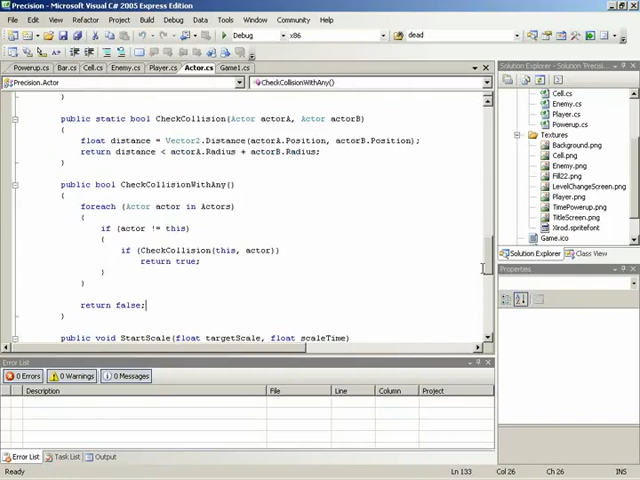 Precision - Microsoft Visual C# 2005 Express Edition
File Edit View Refactor Project Build Debug Data Tools Window Community Help
Debug x86 dead
Powerup.cs Bar.cs Cell.cs Enemy.cs Player.cs Actor.cs Game1.cs
Precision.Actor CheckCollisionWithAny()
}
public static bool CheckCollision(Actor actorA, Actor actorB)
{
float distance = Vector2.Distance(actorA.Position, actorB.Position);
return distance < actorA.Radius + actorB.Radius;
}
public bool CheckCollisionWithAny()
{
foreach (Actor actor in Actors)
{
if (actor != this)
{
if (CheckCollision(this, actor))
return true;
}
}
return false;
}
public void StartScale(float targetScale, float scaleTime)
Solution Explorer - Solution 'Precis...
Cell.cs
Enemy.cs
Player.cs
Powerup.cs
Textures
Background.png
Cell.png
Enemy.png
Fill22.png
LevelChangeScreen.png
Player.png
TimePowerup.png
TitleScreen.png
Xirod.spritefont
Game.ico
Solution Explorer Class View
Properties
Error List
0 Errors 0 Warnings 0 Messages
Description File Line Column Project
Error List Task List Output
Ready Ln 133 Col 26 Ch 26 INS